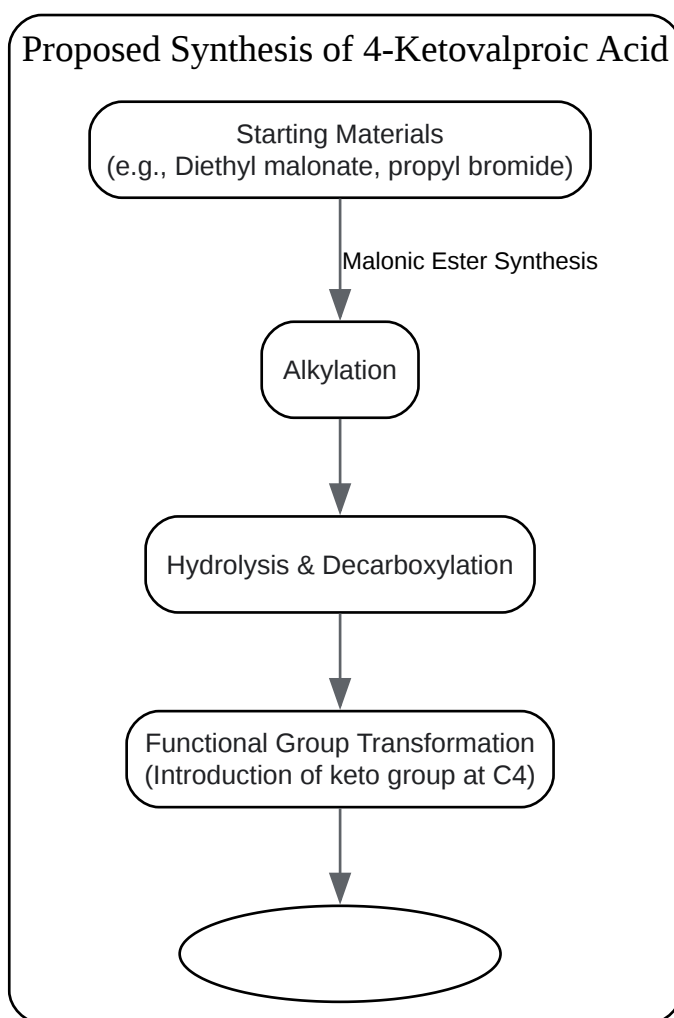 Proposed Synthesis of 4-Ketovalproic Acid
Starting Materials
(e.g., Diethyl malonate, propyl bromide)
Malonic Ester Synthesis
Alkylation
Hydrolysis & Decarboxylation
Functional Group Transformation
(Introduction of keto group at C4)